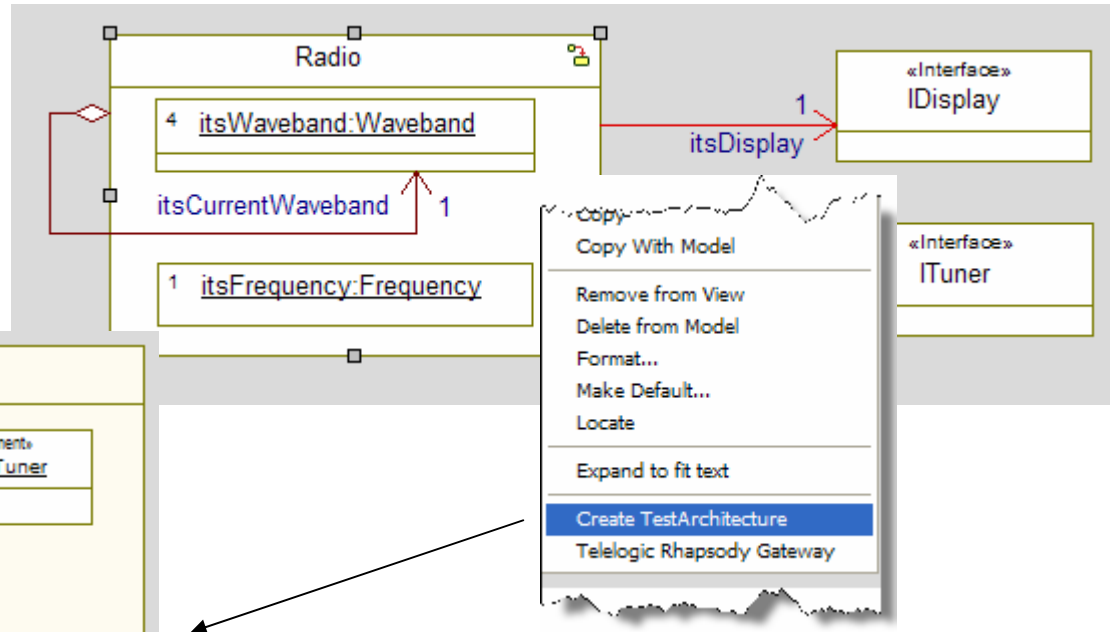 Radio
4 itsWaveband:Waveband
itsCurrentWaveband 1
1 itsFrequency:Frequency
1
itsDisplay
«Interface»
IDisplay
«Interface»
ITuner
Copy
Copy With Model
Remove from View
Delete from Model
Format...
Make Default...
Locate
Expand to fit text
Create TestArchitecture
Telelogic Rhapsody Gateway
ment»
Tuner